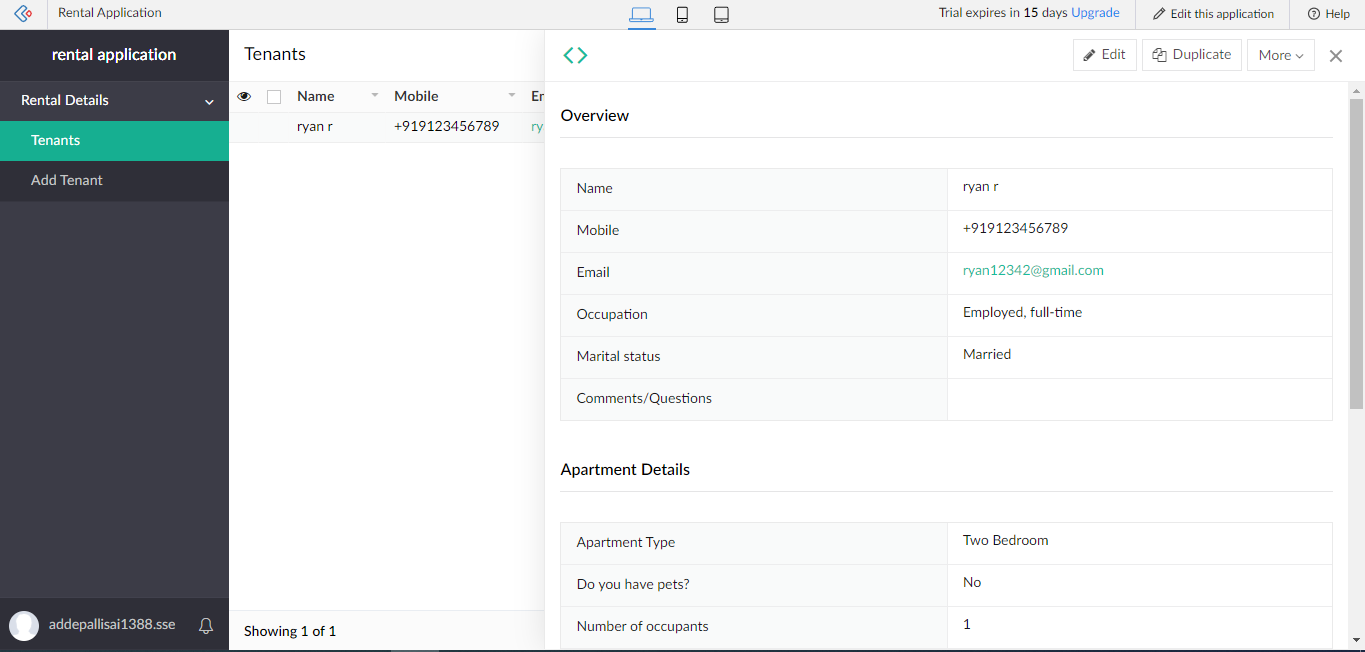 Rental Application
Trial expires in 15 days Upgrade
Edit this application
Help
rental application
Rental Details
Tenants
Add Tenant
addepallisai1388.sse
Tenants
Name Mobile
ryan r +919123456789 ry
Showing 1 of 1
Edit Duplicate More
Overview
Name ryan r
Mobile +919123456789
Email ryan12342@gmail.com
Occupation Employed, full-time
Marital status Married
Comments/Questions
Apartment Details
Apartment Type Two Bedroom
Do you have pets? No
Number of occupants 1